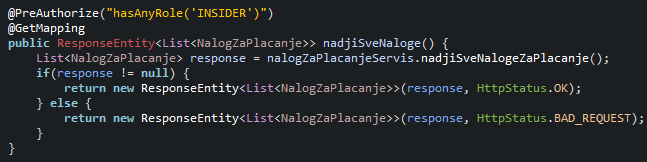 @PreAuthorize("hasAnyRole('INSIDER')")
@GetMapping
public ResponseEntity<List<NalogZaPlacanje>> nadjiSveNaloge() {
    List<NalogZaPlacanje> response = nalogZaPlacanjeServis.nadjiSveNalogeZaPlacanje();
    if(response != null) {
        return new ResponseEntity<List<NalogZaPlacanje>>(response, HttpStatus.OK);
    } else {
        return new ResponseEntity<List<NalogZaPlacanje>>(response, HttpStatus.BAD_REQUEST);
    }
}